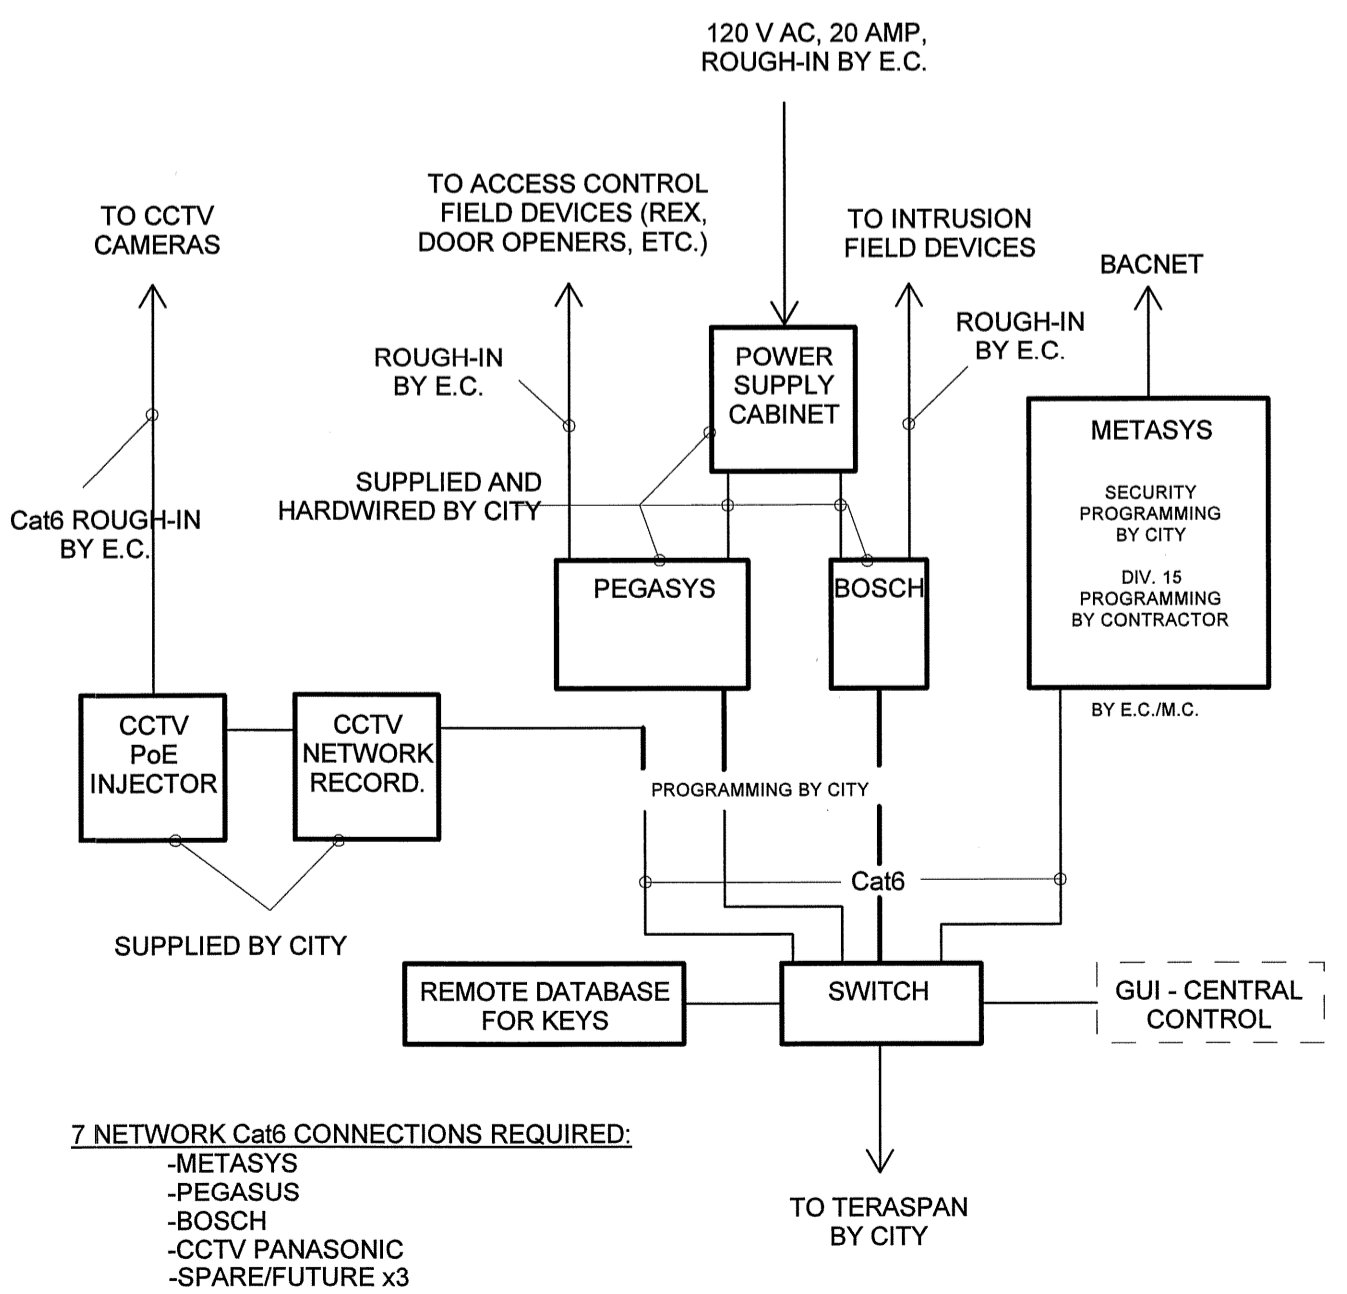 120 V AC, 20 AMP,
ROUGH-IN BY E.C.
TO CCTV
CAMERAS
TO ACCESS CONTROL
FIELD DEVICES (REX,
DOOR OPENERS, ETC.)
TO INTRUSION
FIELD DEVICES
BACNET
ROUGH-IN
BY E.C.
POWER
SUPPLY
CABINET
ROUGH-IN
BY E.C.
METASYS
SECURITY
PROGRAMMING
BY CITY
DIV. 15
PROGRAMMING
BY CONTRACTOR
SUPPLIED AND
HARDWIRED BY CITY
Cat6 ROUGH-IN
BY E.C.
PEGASYS
BOSCH
BY E.C./M.C.
CCTV
PoE
INJECTOR
CCTV
NETWORK
RECORD.
PROGRAMMING BY CITY
Cat6
SUPPLIED BY CITY
REMOTE DATABASE
FOR KEYS
SWITCH
GUI - CENTRAL
CONTROL
7 NETWORK Cat6 CONNECTIONS REQUIRED:
-METASYS
-PEGASUS
-BOSCH
-CCTV PANASONIC
-SPARE/FUTURE x3
TO TERASPAN
BY CITY